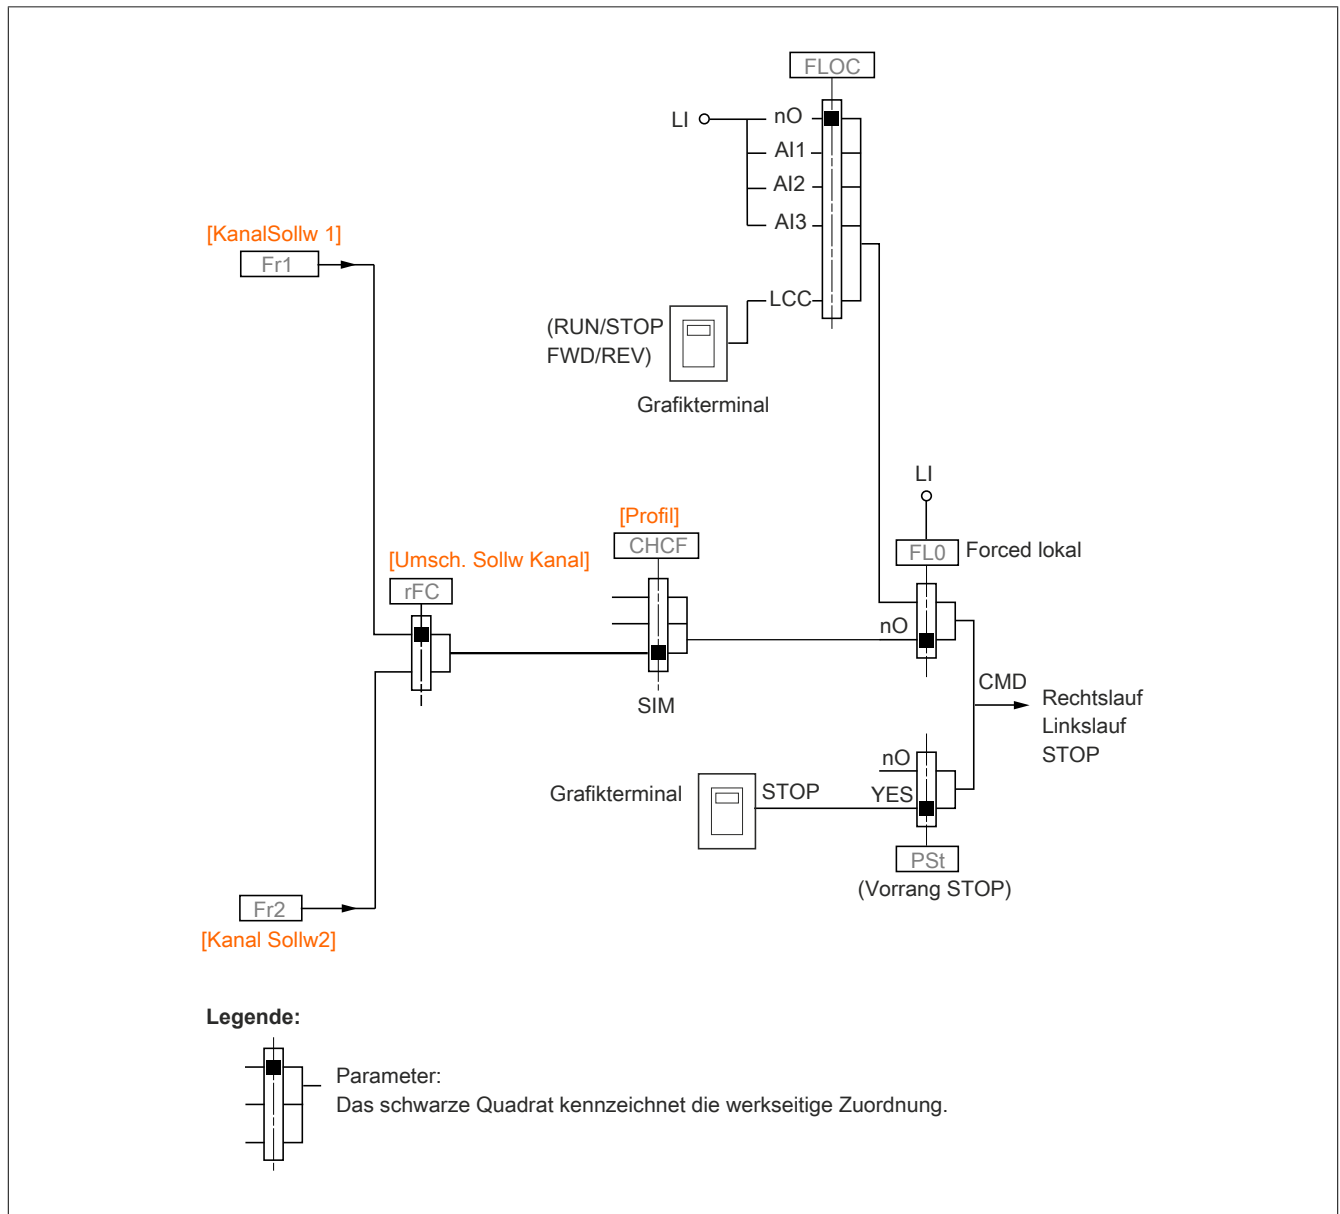 FLOC
LI
nO
AI1
AI2
AI3
LCC
[KanalSollw 1]
Fr1
(RUN/STOP
FWD/REV)
Grafikterminal
LI
[Profil]
CHCF
FL0
Forced lokal
[Umsch. Sollw Kanal]
rFC
nO
SIM
CMD
Rechtslauf
Linkslauf
STOP
nO
Grafikterminal
STOP
YES
PSt
(Vorrang STOP)
Fr2
[Kanal Sollw2]
Legende:
Parameter:
Das schwarze Quadrat kennzeichnet die werkseitige Zuordnung.